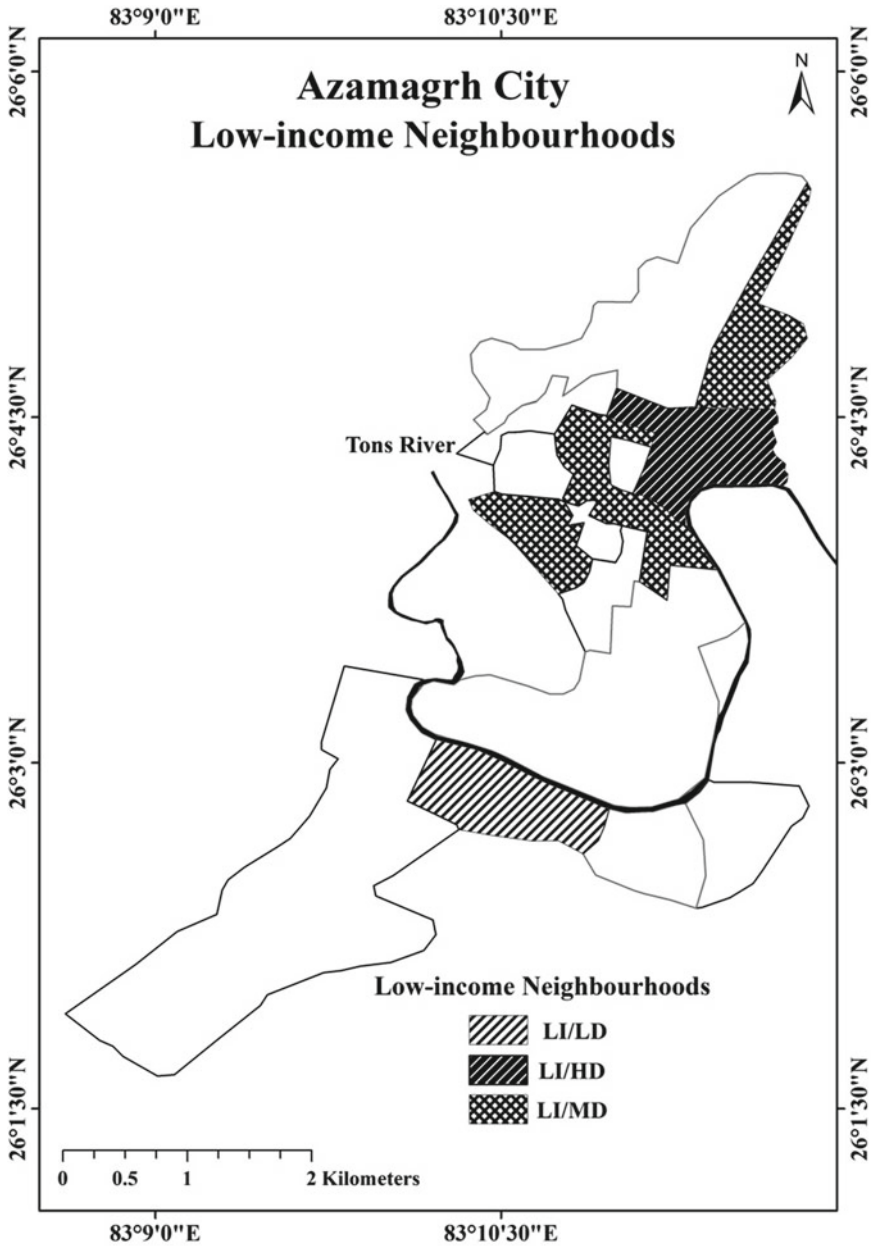 83°9'0"E 83°10'30"E
26°6'0"N 26°6'0"N
N
Azamagrh City
Low-income Neighbourhoods
26°4'30"N 26°4'30"N
Tons River
26°3'0"N 26°3'0"N
Low-income Neighbourhoods
LI/LD
LI/HD
LI/MD
26°1'30"N 26°1'30"N
0 0.5 1 2 Kilometers
83°9'0"E 83°10'30"E